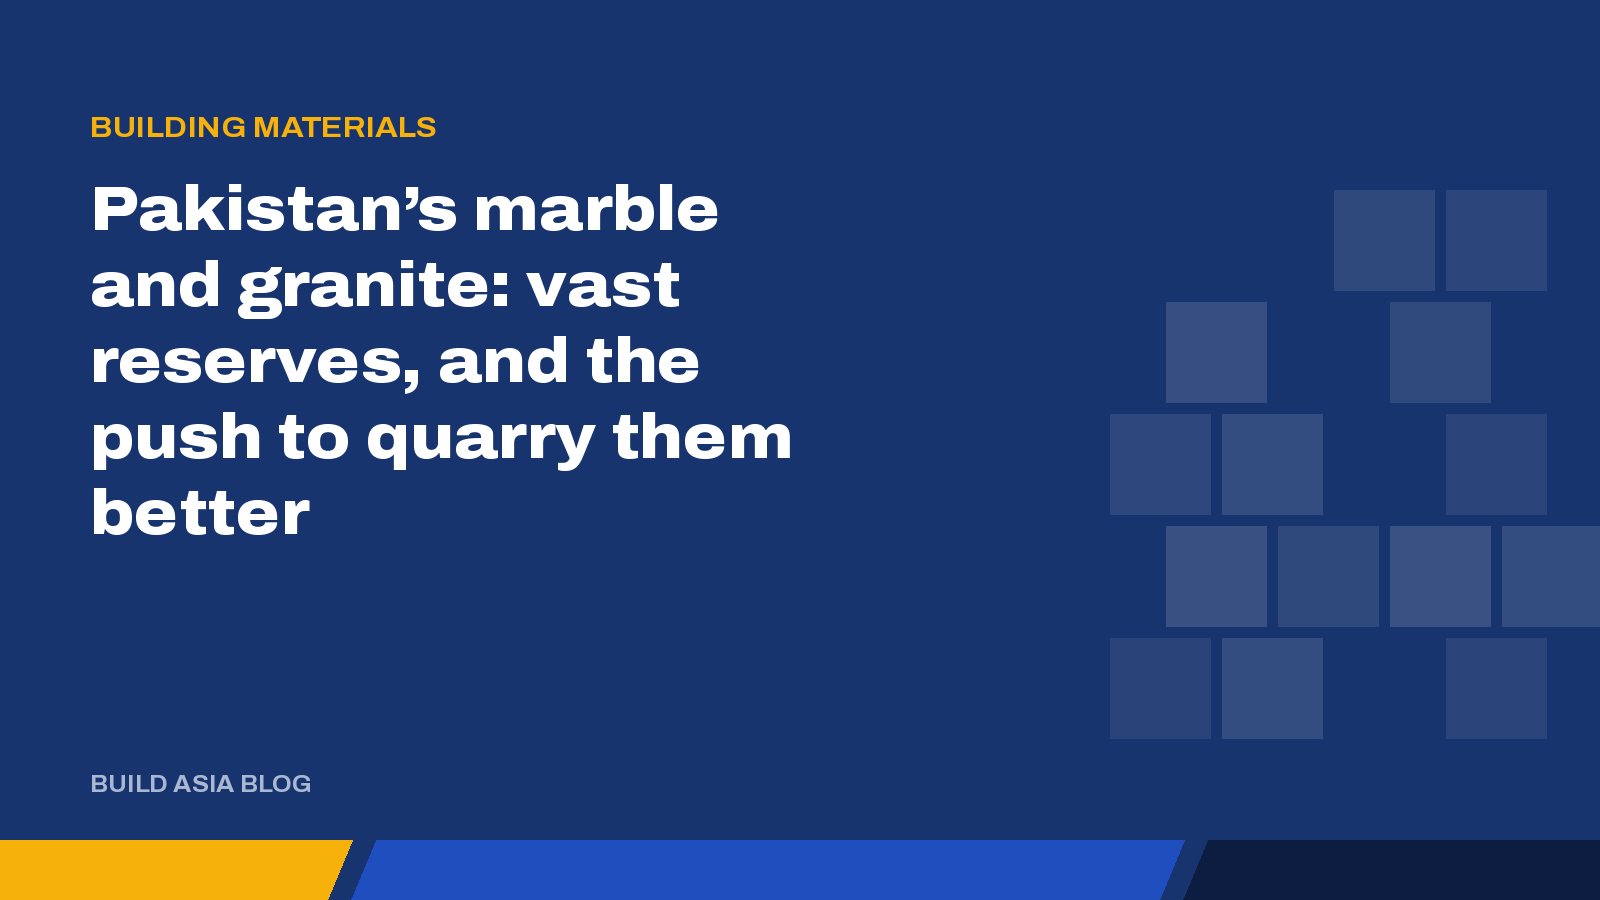 BUILDING MATERIALS
Pakistan’s marble
and granite: vast
reserves, and the
push to quarry them
better
BUILD ASIA BLOG